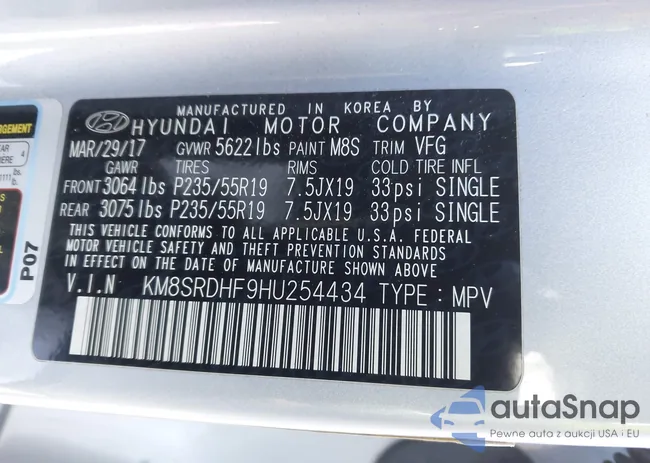 MANUFACTURED IN KOREA BY
HYUNDAI MOTOR COMPANY
MAR/29/17 GVWR 5622lbs PAINT M8S TRIM VFG
GAWR TIRES RIMS COLD TIRE INFL
FRONT 3064lbs P235/55R19 7.5JX19 33psi SINGLE
REAR 3075lbs P235/55R19 7.5JX19 33psi SINGLE
THIS VEHICLE CONFORMS TO ALL APPLICABLE U.S.A. FEDERAL
MOTOR VEHICLE SAFETY AND THEFT PREVENTION STANDARDS
IN EFFECT ON THE DATE OF MANUFACTURE SHOWN ABOVE.
V.I.N KM8SRDHF9HU254434 TYPE : MPV
P07
autaSnap
Pewne auta z aukcji USA i EU